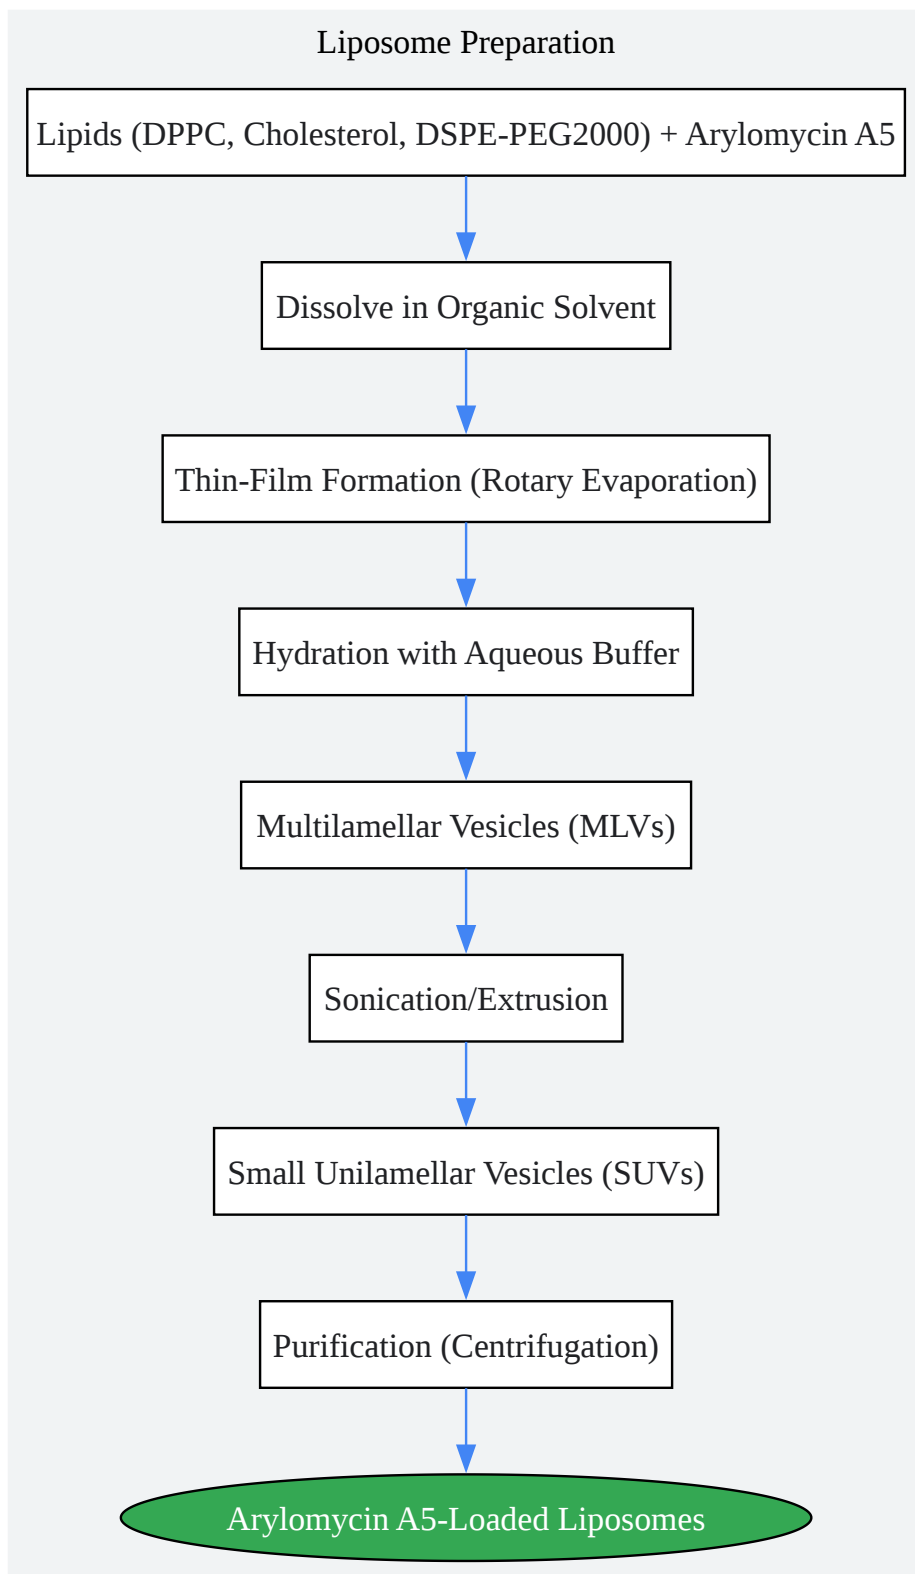 Liposome Preparation
Lipids (DPPC, Cholesterol, DSPE-PEG2000) + Arylomycin A5
Dissolve in Organic Solvent
Thin-Film Formation (Rotary Evaporation)
Hydration with Aqueous Buffer
Multilamellar Vesicles (MLVs)
Sonication/Extrusion
Small Unilamellar Vesicles (SUVs)
Purification (Centrifugation)
Arylomycin A5-Loaded Liposomes